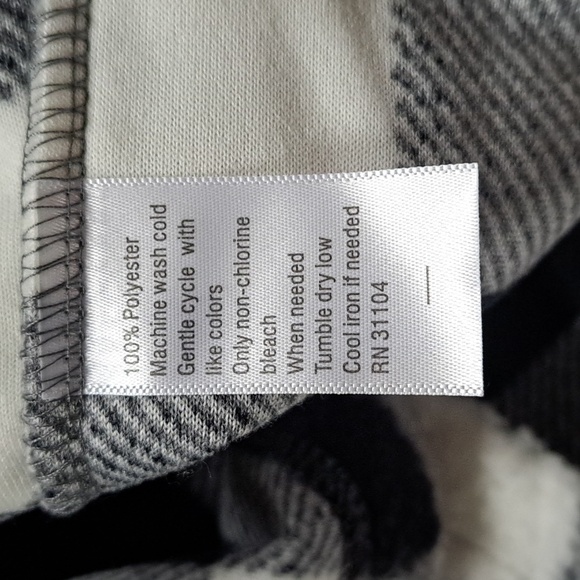 100% Polyester
Machine wash cold
Gentle cycle with
like colors
Only non-chlorine
bleach
When needed
Tumble dry low
Cool iron if needed
RN 31104